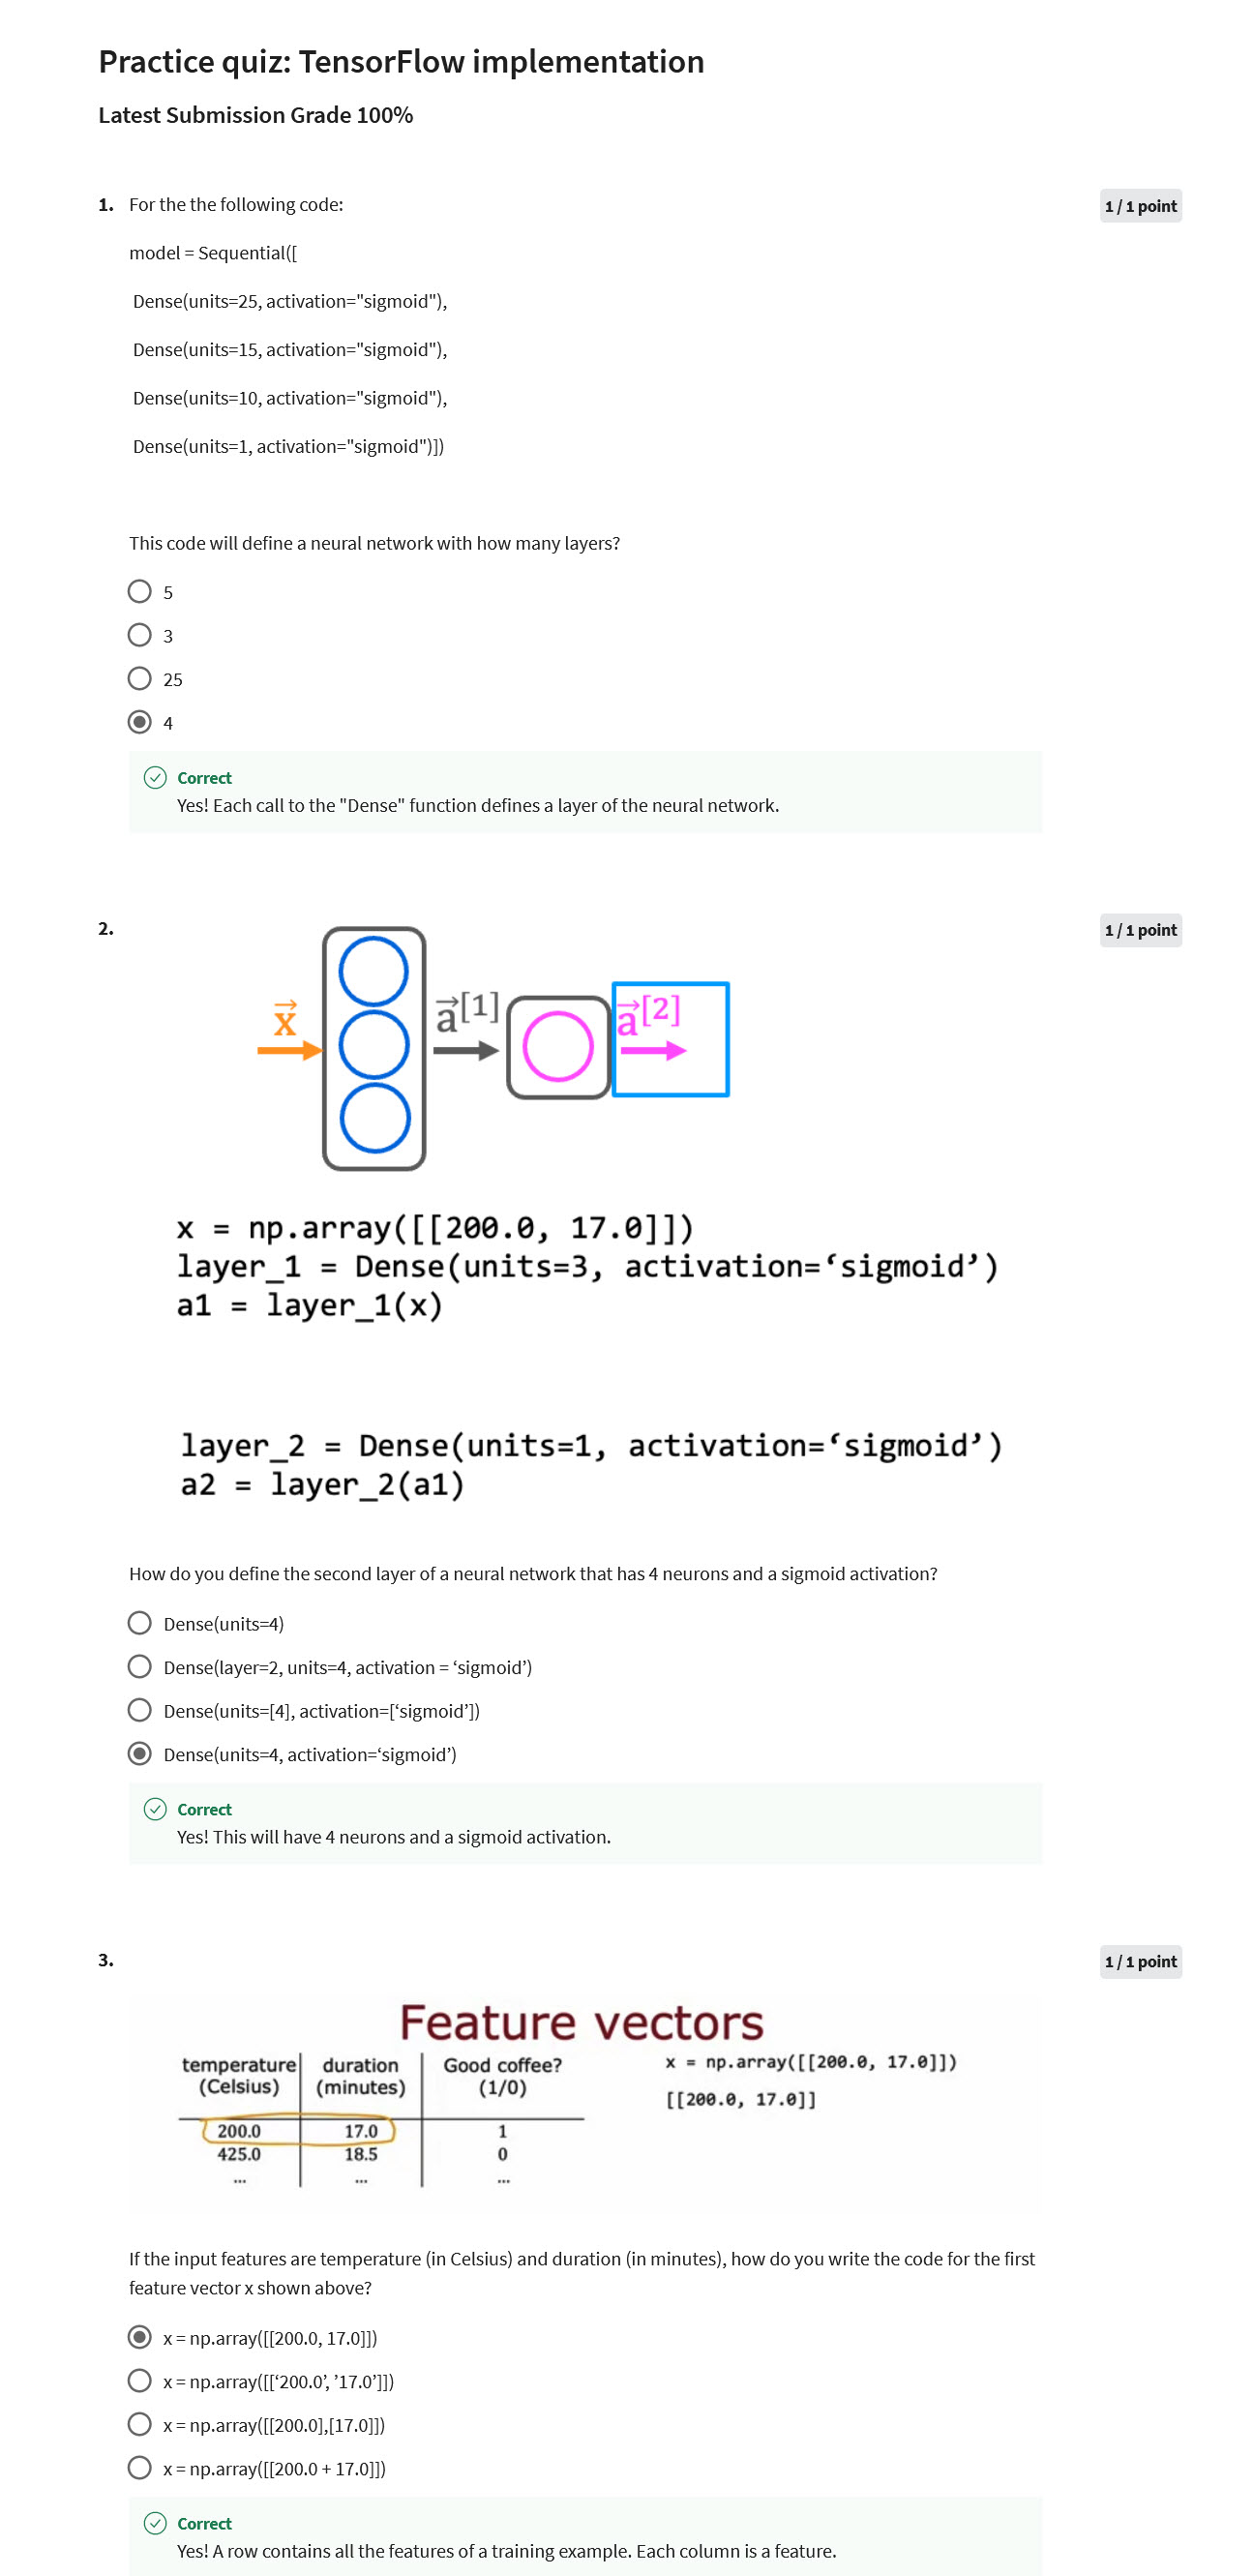 Practice quiz: TensorFlow implementation
Latest Submission Grade 100%
1. For the the following code:
1 / 1 point
model = Sequential([
Dense(units=25, activation="sigmoid"),
Dense(units=15, activation="sigmoid"),
Dense(units=10, activation="sigmoid"),
Dense(units=1, activation="sigmoid")])
This code will define a neural network with how many layers?
5
3
25
4
Correct
Yes! Each call to the "Dense" function defines a layer of the neural network.
2.
1 / 1 point
x⃗ a⃗[1] a⃗[2]
x = np.array([[200.0, 17.0]])
layer_1 = Dense(units=3, activation=‘sigmoid’)
a1 = layer_1(x)
layer_2 = Dense(units=1, activation=‘sigmoid’)
a2 = layer_2(a1)
How do you define the second layer of a neural network that has 4 neurons and a sigmoid activation?
Dense(units=4)
Dense(layer=2, units=4, activation = ‘sigmoid’)
Dense(units=[4], activation=[‘sigmoid’])
Dense(units=4, activation=‘sigmoid’)
Correct
Yes! This will have 4 neurons and a sigmoid activation.
3.
1 / 1 point
Feature vectors
temperature duration Good coffee?
(Celsius) (minutes) (1/0)
200.0 17.0 1
425.0 18.5 0
... ... ...
x = np.array([[200.0, 17.0]])
[[200.0, 17.0]]
If the input features are temperature (in Celsius) and duration (in minutes), how do you write the code for the first
feature vector x shown above?
x = np.array([[200.0, 17.0]])
x = np.array([[‘200.0’, ’17.0’]])
x = np.array([[200.0],[17.0]])
x = np.array([[200.0 + 17.0]])
Correct
Yes! A row contains all the features of a training example. Each column is a feature.